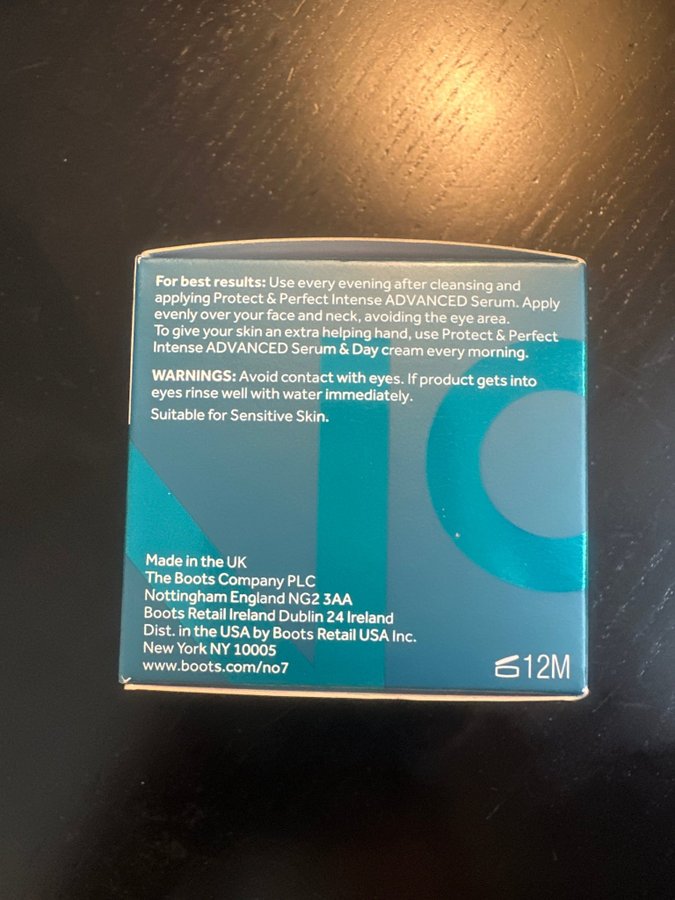 For best results: Use every evening after cleansing and
applying Protect & Perfect Intense ADVANCED Serum. Apply
evenly over your face and neck, avoiding the eye area.
To give your skin an extra helping hand, use Protect & Perfect
Intense ADVANCED Serum & Day cream every morning.
WARNINGS: Avoid contact with eyes. If product gets into
eyes rinse well with water immediately.
Suitable for Sensitive Skin.
Made in the UK
The Boots Company PLC
Nottingham England NG2 3AA
Boots Retail Ireland Dublin 24 Ireland
Dist. in the USA by Boots Retail USA Inc.
New York NY 10005
www.boots.com/no7
12M